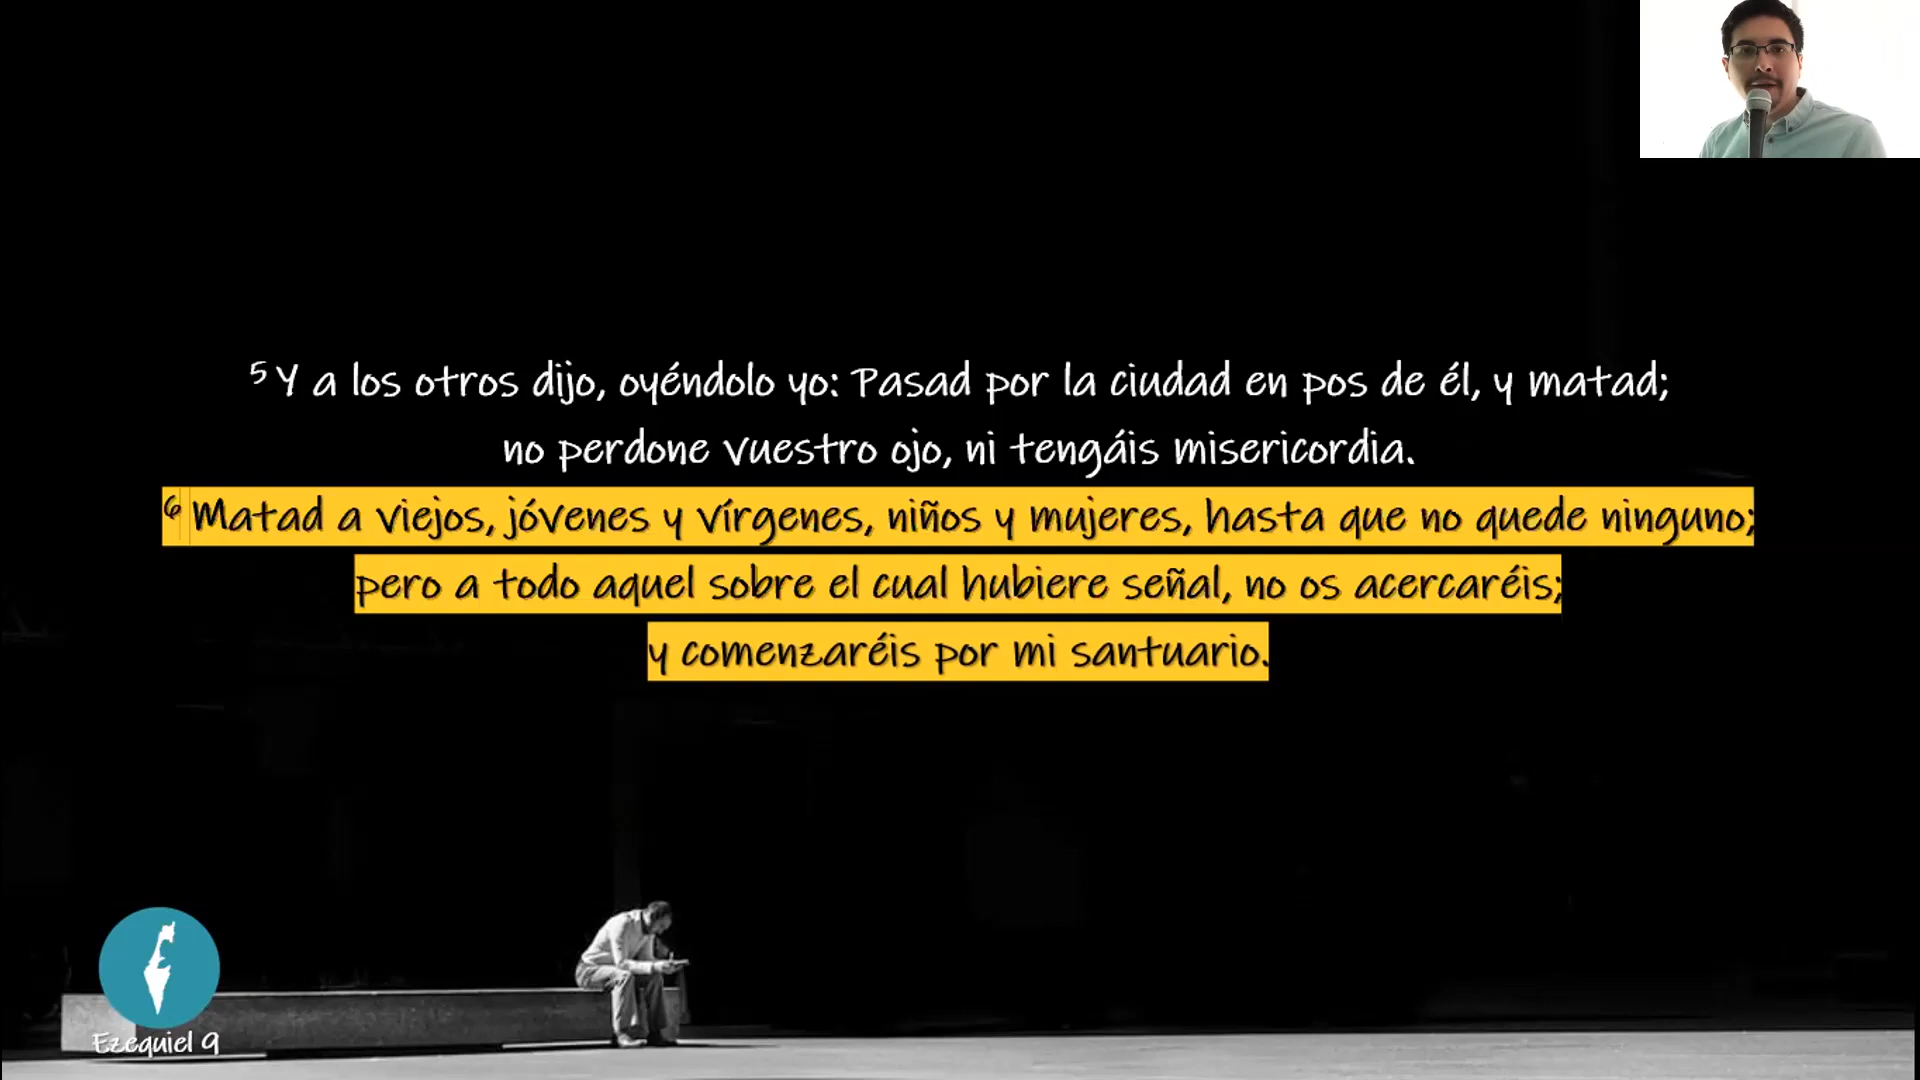 ⁵ Y a los otros dijo, oyéndolo yo: Pasad por la ciudad en pos de él, y matad;
no perdone vuestro ojo, ni tengáis misericordia.
⁶ Matad a viejos, jóvenes y vírgenes, niños y mujeres, hasta que no quede ninguno;
pero a todo aquel sobre el cual hubiere señal, no os acercaréis;
y comenzaréis por mi santuario.
Ezequiel 9